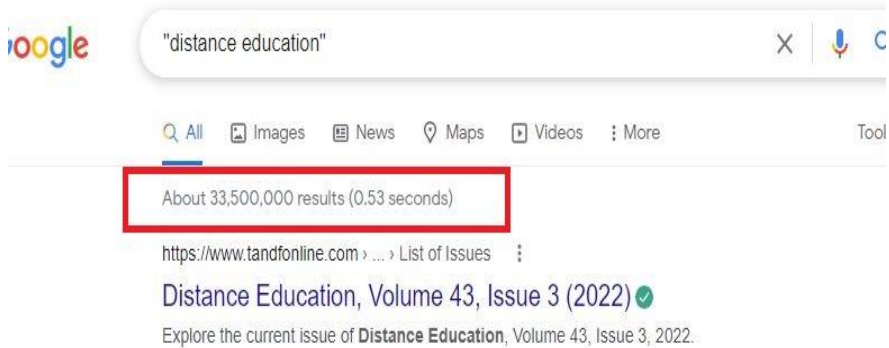 Google
"distance education"
All Images News Maps Videos More Tool
About 33,500,000 results (0.53 seconds)
https://www.tandfonline.com › ... › List of Issues
Distance Education, Volume 43, Issue 3 (2022)
Explore the current issue of Distance Education, Volume 43, Issue 3, 2022.